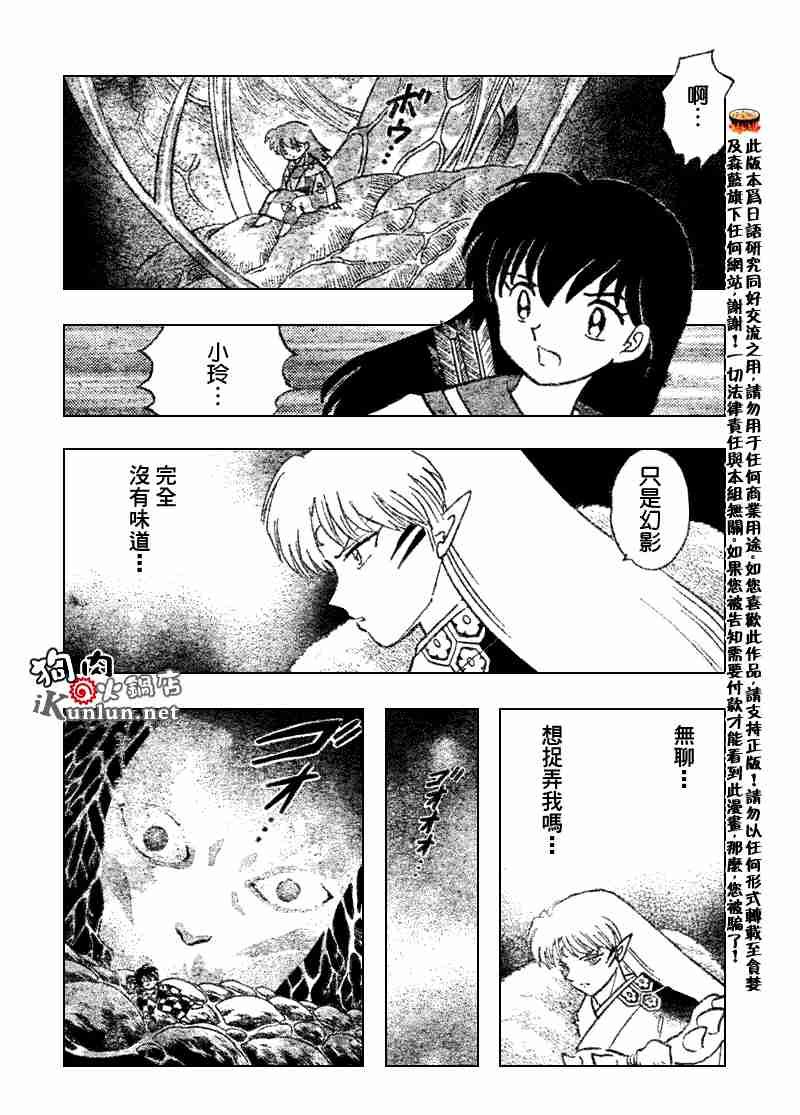 啊…
ボウ…
小玲…
只是幻影
完全
沒有味道…
無聊…
想捉弄我嗎…
ゴオオオ…
狗肉火鍋店
iKunlun.net
此版本爲日語研究同好交流之用，請勿用于任何商業用途。如您喜歡此作品，請支持正版！請勿以任何形式轉載至貪婪
及森藍旗下任何網站，謝謝！一切法律責任與本組無關。如果您被告知需要付款才能看到此漫畫，那麼，您被騙了！